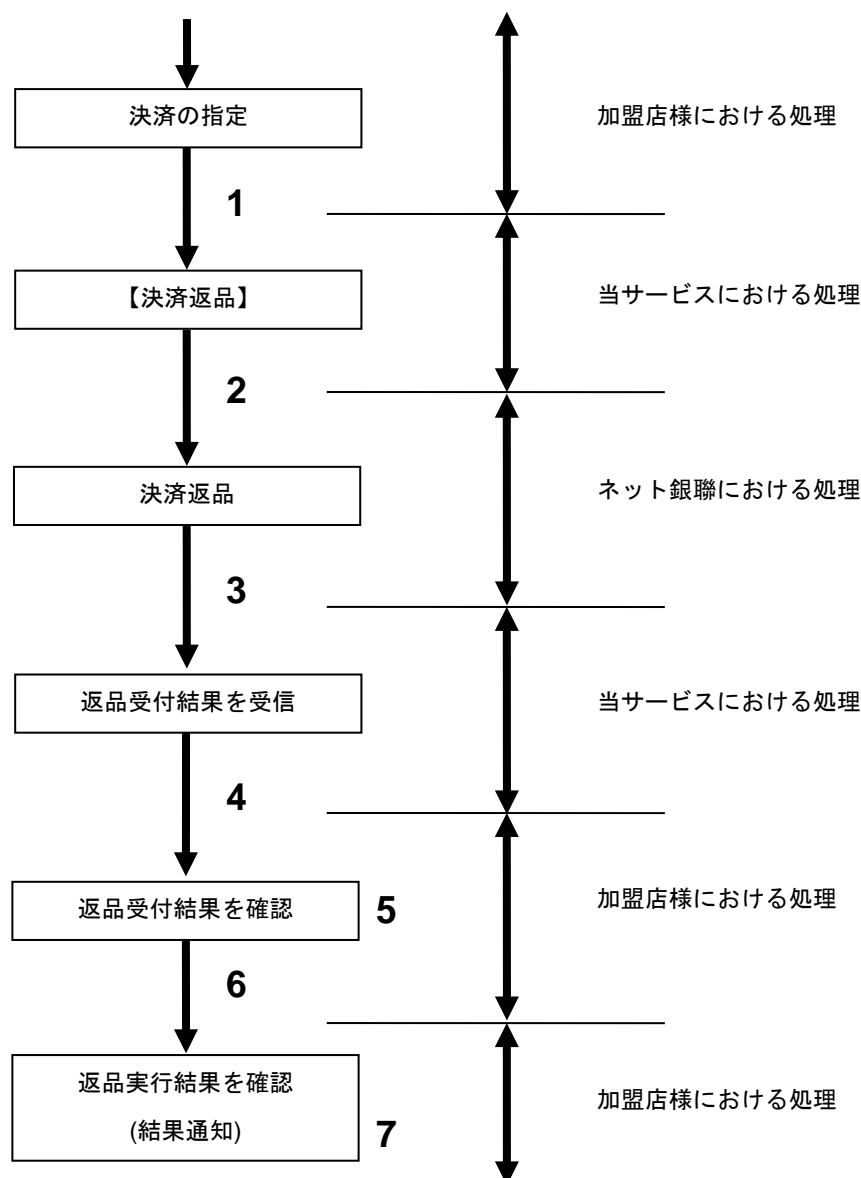 決済の指定
加盟店様における処理
1
【決済返品】
当サービスにおける処理
2
決済返品
ネット銀聯における処理
3
返品受付結果を受信
当サービスにおける処理
4
返品受付結果を確認
5
加盟店様における処理
6
返品実行結果を確認
(結果通知)
7
加盟店様における処理